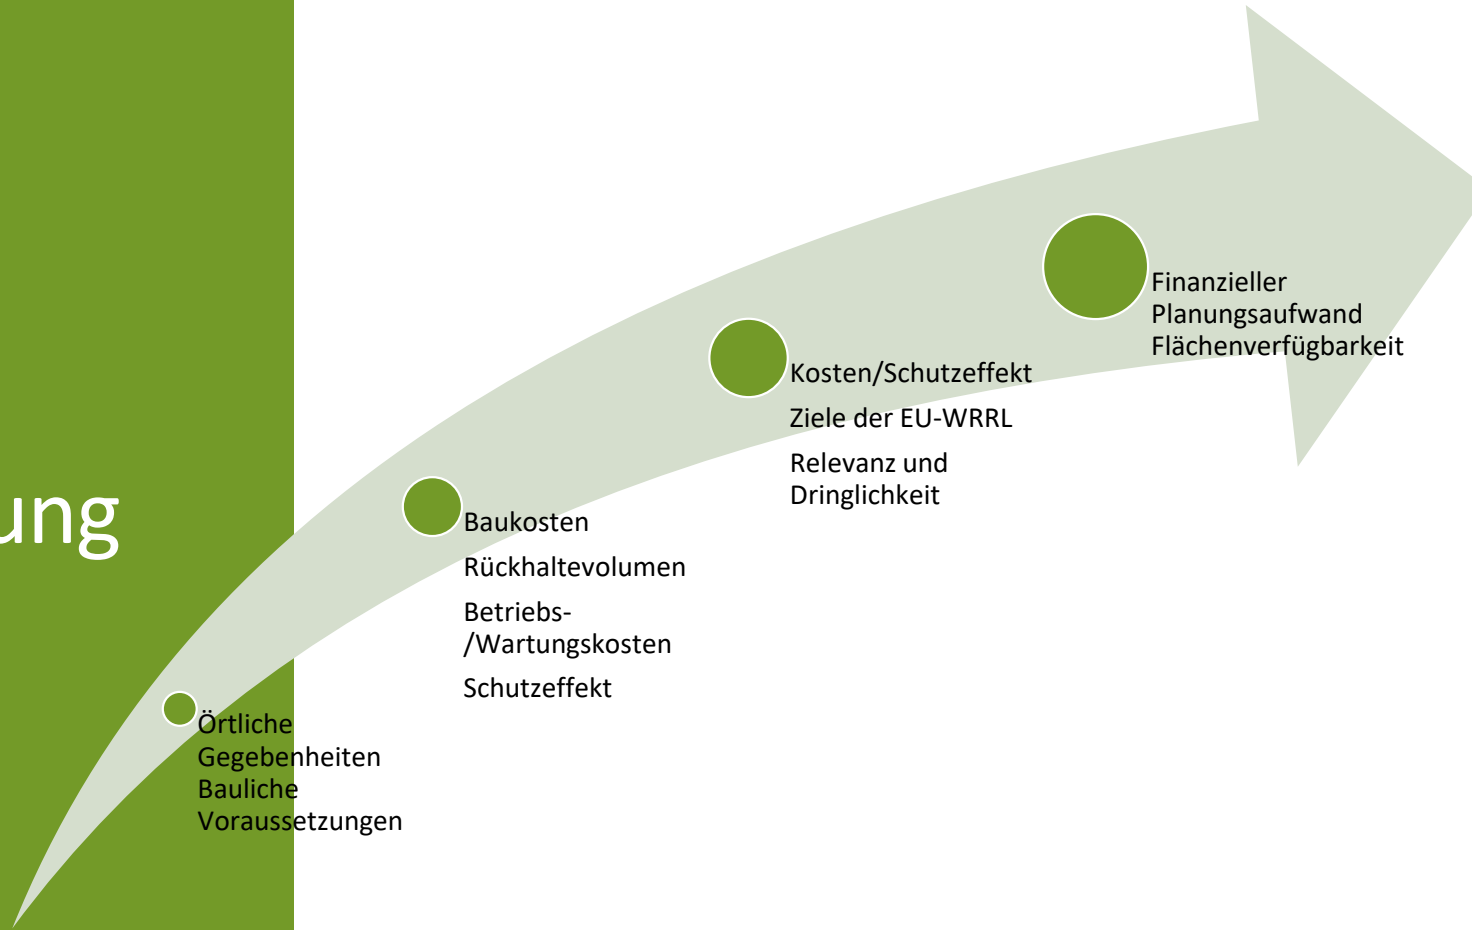 ung
Örtliche
Gegebenheiten
Bauliche
Voraussetzungen
Baukosten
Rückhaltevolumen
Betriebs-
/Wartungskosten
Schutzeffekt
Kosten/Schutzeffekt
Ziele der EU-WRRL
Relevanz und
Dringlichkeit
Finanzieller
Planungsaufwand
Flächenverfügbarkeit